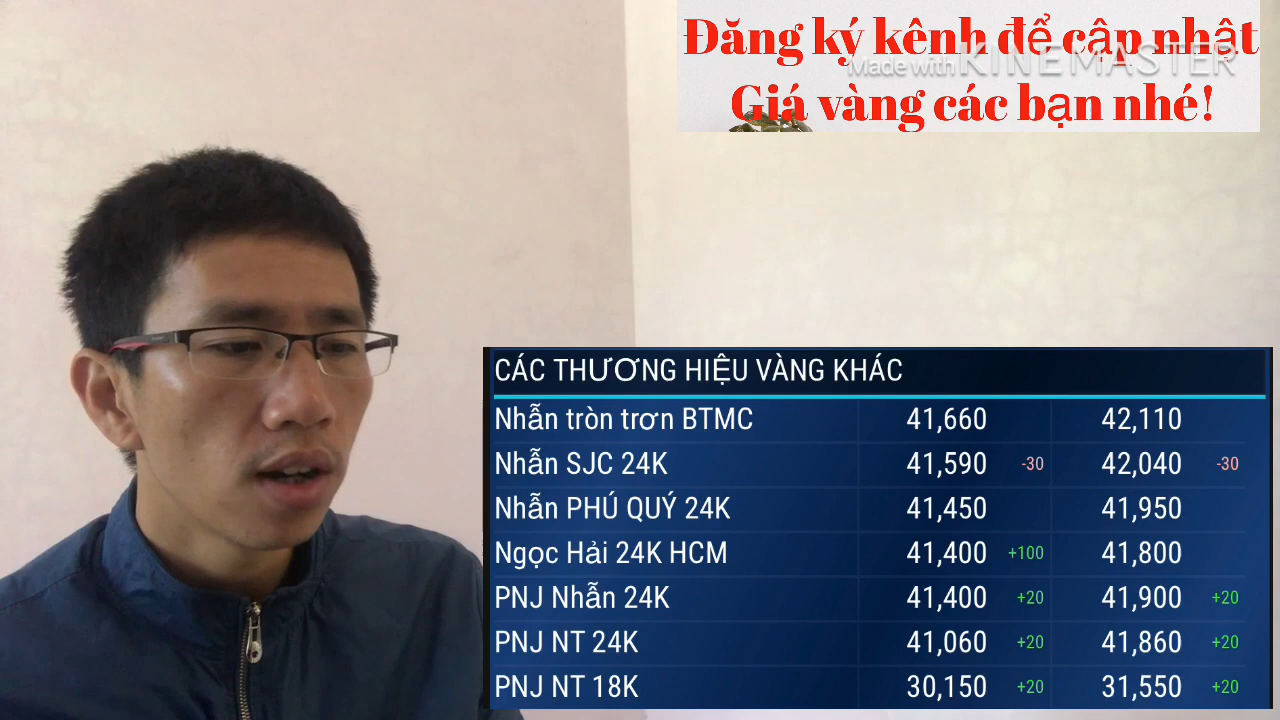 Đăng ký kênh để cập nhật
Made with KINEMASTER
Giá vàng các bạn nhé!
CÁC THƯƠNG HIỆU VÀNG KHÁC
Nhẫn tròn trơn BTMC 41,660 42,110
Nhẫn SJC 24K 41,590 -30 42,040 -30
Nhẫn PHÚ QUÝ 24K 41,450 41,950
Ngọc Hải 24K HCM 41,400 +100 41,800
PNJ Nhẫn 24K 41,400 +20 41,900 +20
PNJ NT 24K 41,060 +20 41,860 +20
PNJ NT 18K 30,150 +20 31,550 +20